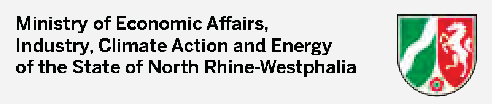 Ministry of Economic Affairs,
Industry, Climate Action and Energy
of the State of North Rhine-Westphalia